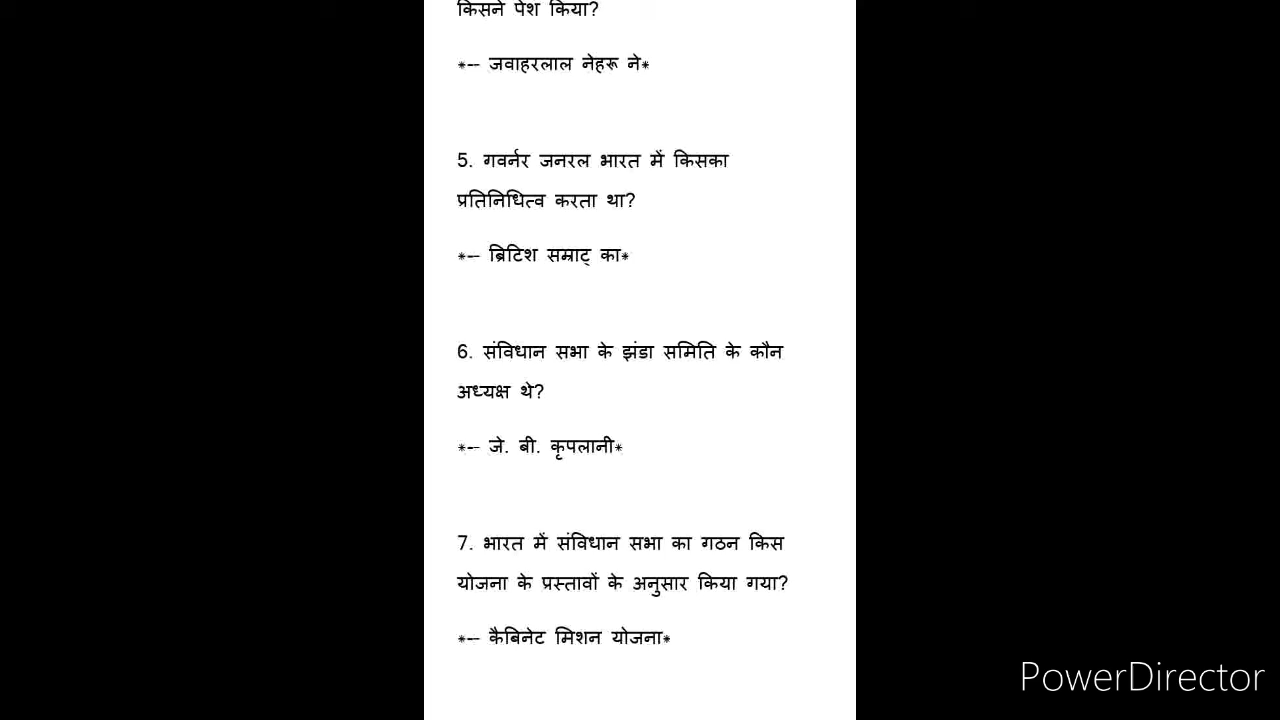 किसने पेश किया?
*-- जवाहरलाल नेहरू ने*
5. गवर्नर जनरल भारत में किसका
प्रतिनिधित्व करता था?
*-- ब्रिटिश सम्राट् का*
6. संविधान सभा के झंडा समिति के कौन
अध्यक्ष थे?
*-- जे. बी. कृपलानी*
7. भारत में संविधान सभा का गठन किस
योजना के प्रस्तावों के अनुसार किया गया?
*-- कैबिनेट मिशन योजना*
PowerDirector